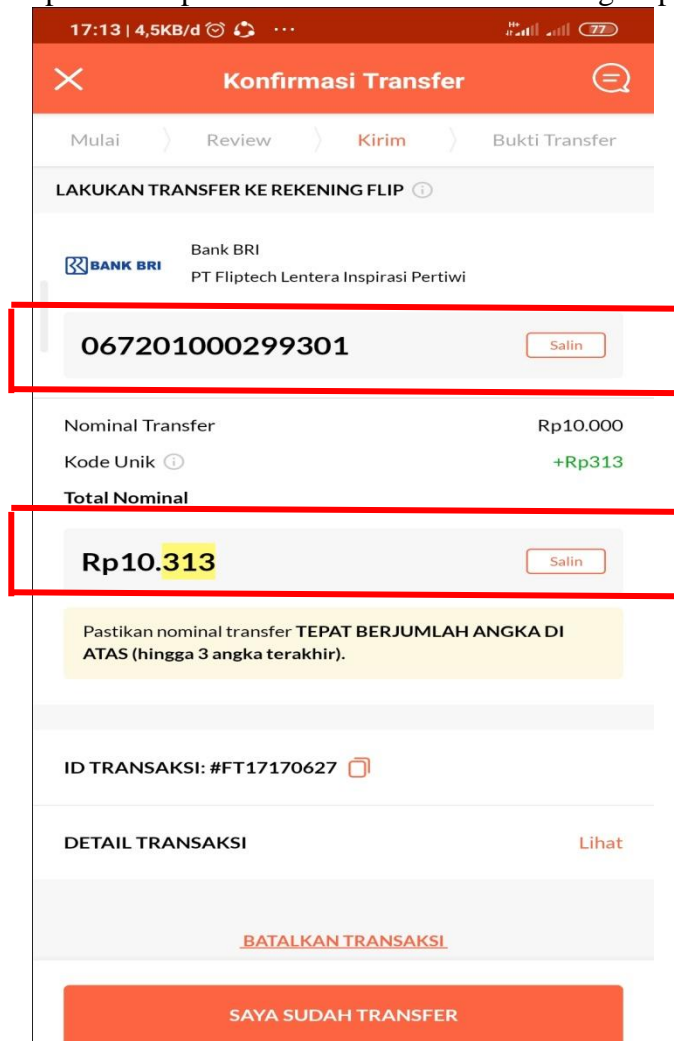 17:13 | 4,5KB/d ... 77
Konfirmasi Transfer
Mulai Review Kirim Bukti Transfer
LAKUKAN TRANSFER KE REKENING FLIP
Bank BRI
BANK BRI
PT Fliptech Lentera Inspirasi Pertiwi
067201000299301 Salin
Nominal Transfer Rp10.000
Kode Unik +Rp313
Total Nominal
Rp10.313 Salin
Pastikan nominal transfer TEPAT BERJUMLAH ANGKA DI
ATAS (hingga 3 angka terakhir).
ID TRANSAKSI: #FT17170627
DETAIL TRANSAKSI Lihat
BATALKAN TRANSAKSI
SAYA SUDAH TRANSFER